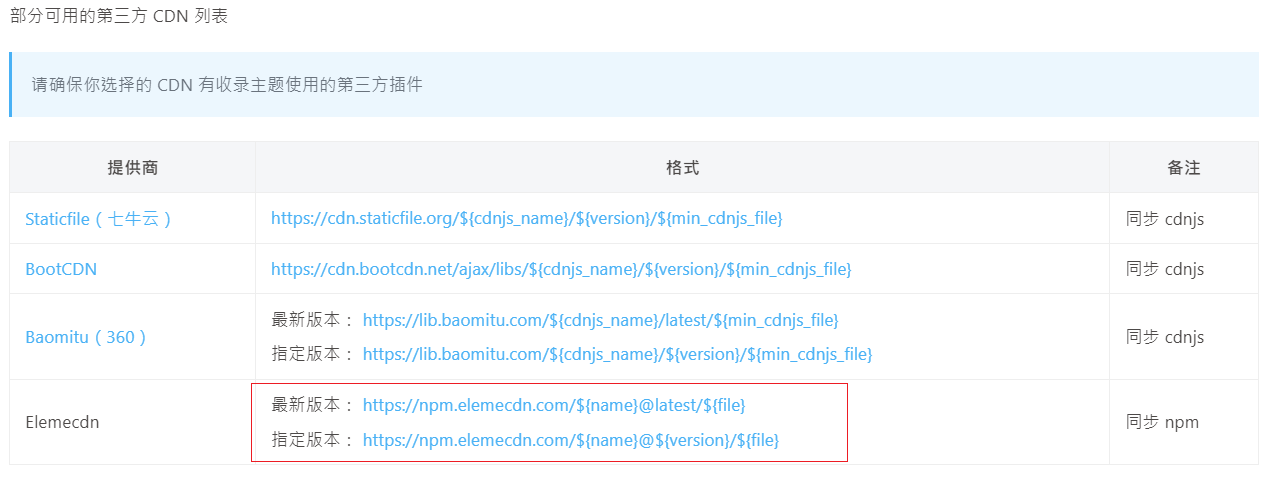 部分可用的第三方 CDN 列表
请确保你选择的 CDN 有收录主题使用的第三方插件
提供商 格式 备注
Staticfile（七牛云） https://cdn.staticfile.org/${cdnjs_name}/${version}/${min_cdnjs_file} 同步 cdnjs
BootCDN https://cdn.bootcdn.net/ajax/libs/${cdnjs_name}/${version}/${min_cdnjs_file} 同步 cdnjs
Baomitu（360） 最新版本： https://lib.baomitu.com/${cdnjs_name}/latest/${min_cdnjs_file} 同步 cdnjs
指定版本： https://lib.baomitu.com/${cdnjs_name}/${version}/${min_cdnjs_file}
Elemecdn 最新版本： https://npm.elemecdn.com/${name}@latest/${file} 同步 npm
指定版本： https://npm.elemecdn.com/${name}@${version}/${file}